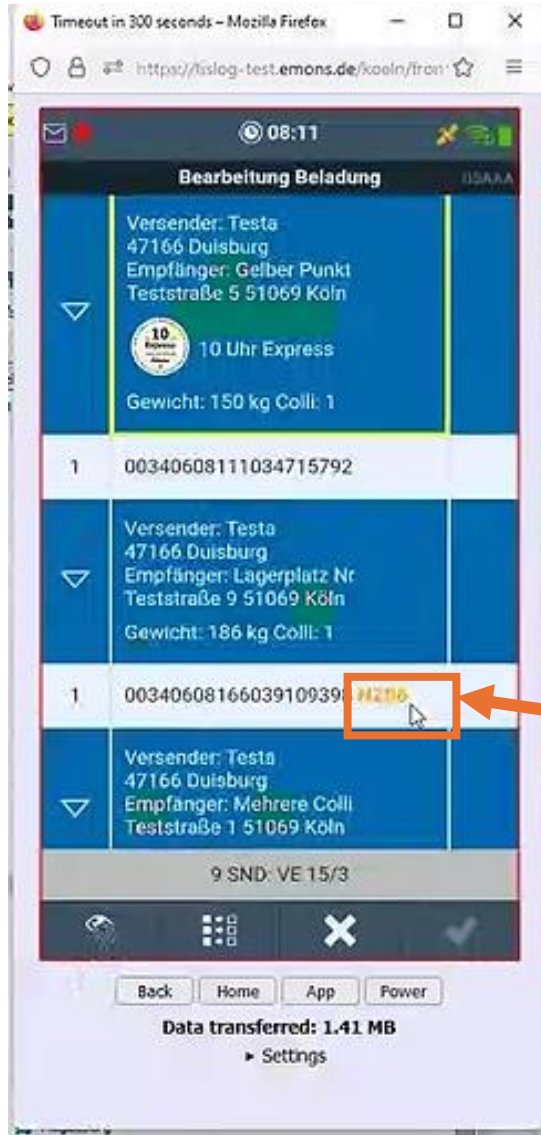 Timeout in 300 seconds – Mozilla Firefox
https://tislog-test.emons.de/koeln/fron
08:11
Bearbeitung Beladung
Versender: Testa
47166 Duisburg
Empfänger: Gelber Punkt
Teststraße 5 51069 Köln
10 Uhr Express
Gewicht: 150 kg Colli: 1
1 00340608111034715792
Versender: Testa
47166 Duisburg
Empfänger: Lagerplatz Nr
Teststraße 9 51069 Köln
Gewicht: 186 kg Colli: 1
1 00340608166039109398
Versender: Testa
47166 Duisburg
Empfänger: Mehrere Colli
Teststraße 1 51069 Köln
9 SND: VE 15/3
Back Home App Power
Data transferred: 1.41 MB
Settings